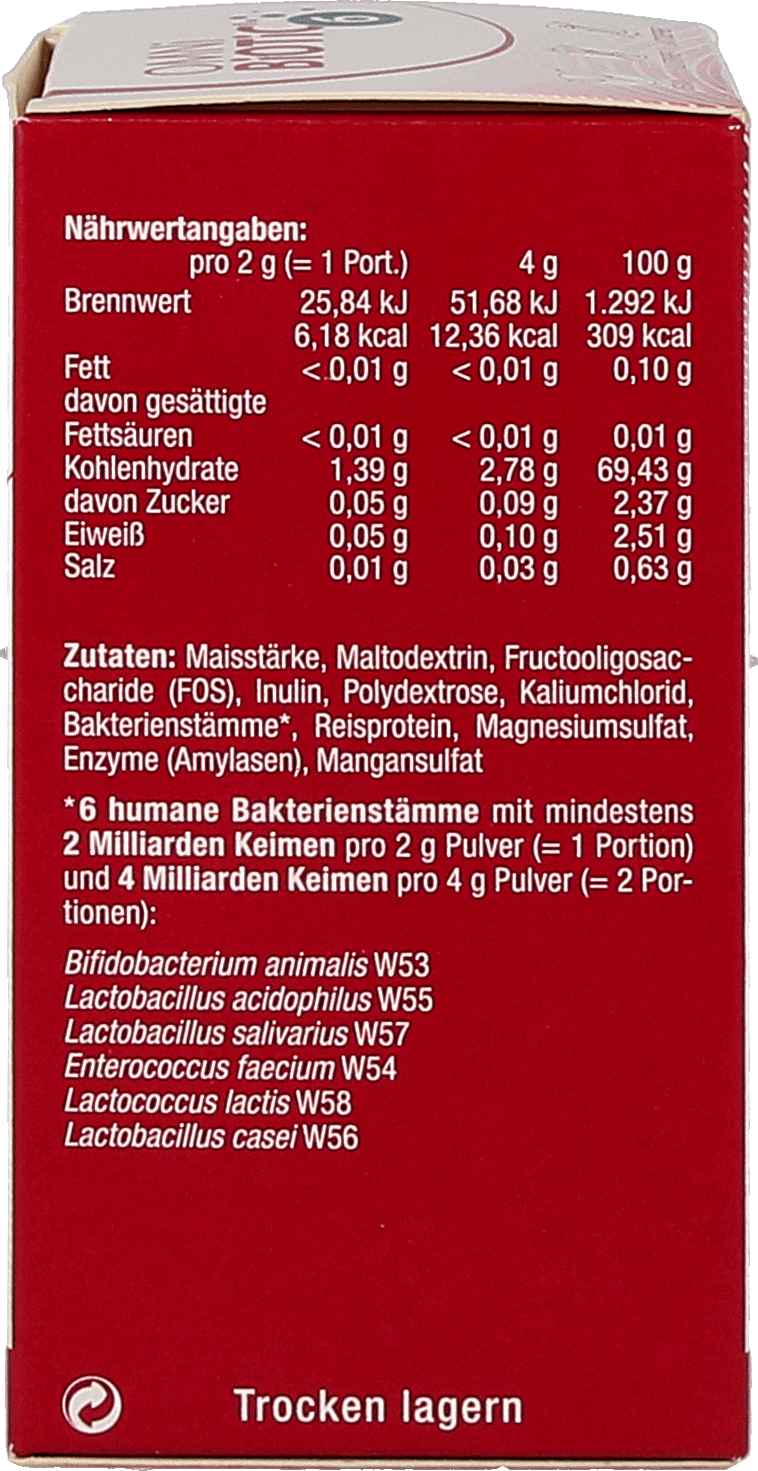 OMNi
BiOTiC
6
Nährwertangaben:
pro 2 g (= 1 Port.) 4 g 100 g
Brennwert 25,84 kJ 51,68 kJ 1.292 kJ
6,18 kcal 12,36 kcal 309 kcal
Fett < 0,01 g < 0,01 g 0,10 g
davon gesättigte
Fettsäuren < 0,01 g < 0,01 g 0,01 g
Kohlenhydrate 1,39 g 2,78 g 69,43 g
davon Zucker 0,05 g 0,09 g 2,37 g
Eiweiß 0,05 g 0,10 g 2,51 g
Salz 0,01 g 0,03 g 0,63 g
Zutaten: Maisstärke, Maltodextrin, Fructooligosac-
charide (FOS), Inulin, Polydextrose, Kaliumchlorid,
Bakterienstämme*, Reisprotein, Magnesiumsulfat,
Enzyme (Amylasen), Mangansulfat
*6 humane Bakterienstämme mit mindestens
2 Milliarden Keimen pro 2 g Pulver (= 1 Portion)
und 4 Milliarden Keimen pro 4 g Pulver (= 2 Por-
tionen):
Bifidobacterium animalis W53
Lactobacillus acidophilus W55
Lactobacillus salivarius W57
Enterococcus faecium W54
Lactococcus lactis W58
Lactobacillus casei W56
Trocken lagern